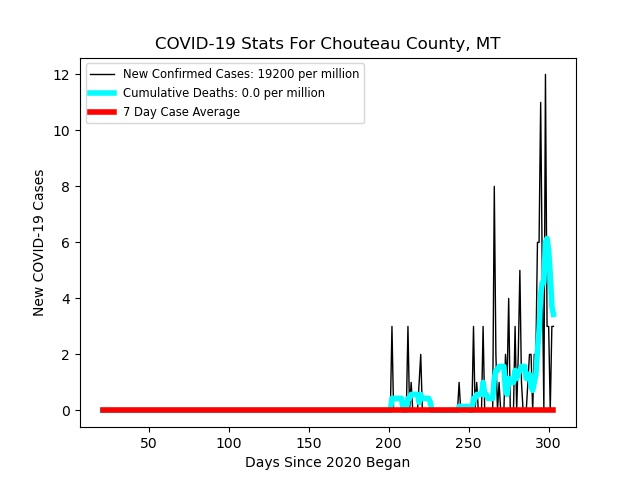 COVID-19 Stats For Chouteau County, MT
New Confirmed Cases: 19200 per million
Cumulative Deaths: 0.0 per million
7 Day Case Average
12
10
8
6
4
2
0
New COVID-19 Cases
50 100 150 200 250 300
Days Since 2020 Began